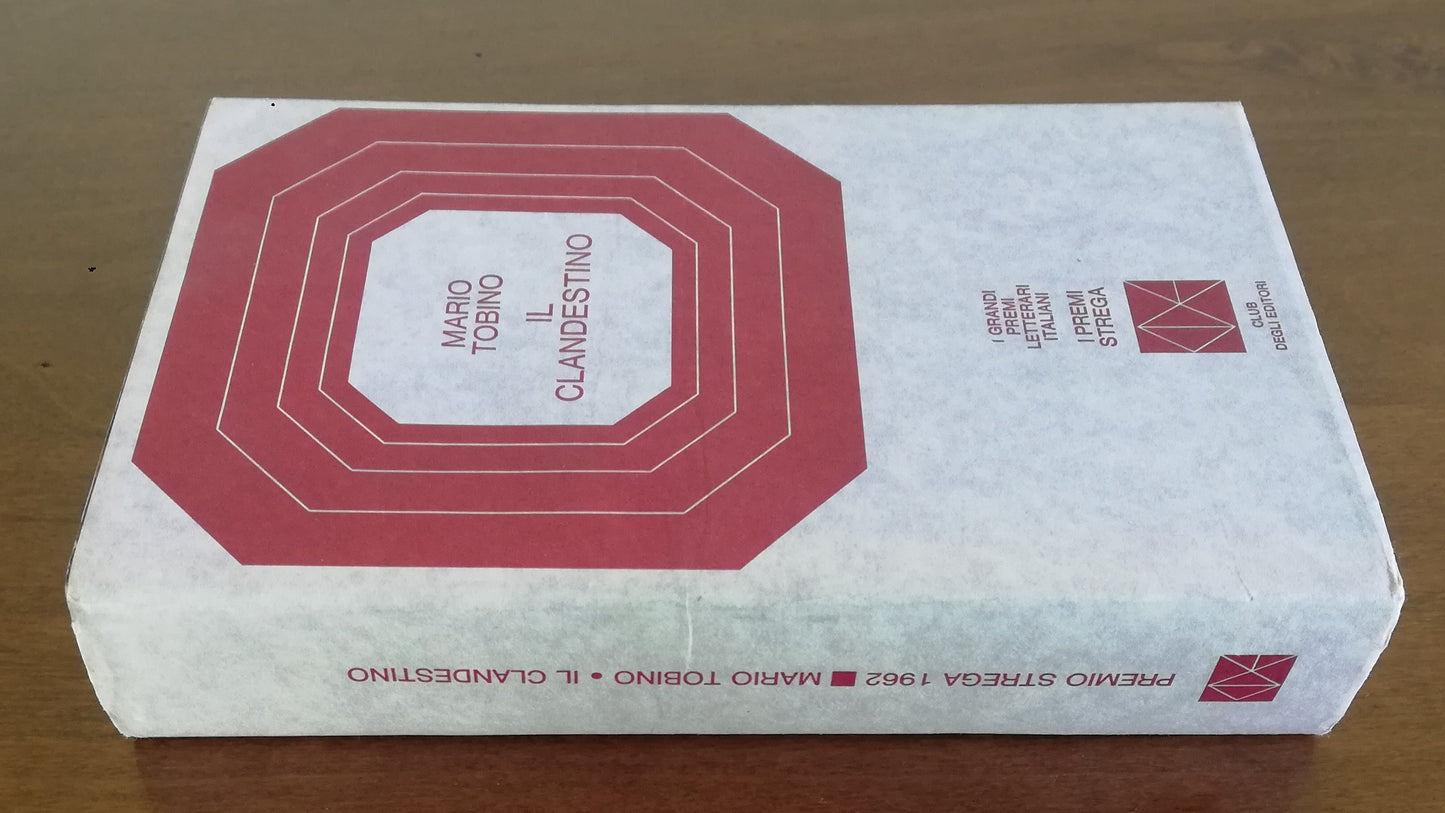 MARIO
TOBINO
IL
CLANDESTINO
I GRANDI
PREMI
LETTERARI
ITALIANI
I PREMI
STREGA
CLUB
DEGLI EDITORI
PREMIO STREGA 1962 ■ MARIO TOBINO • IL CLANDESTINO